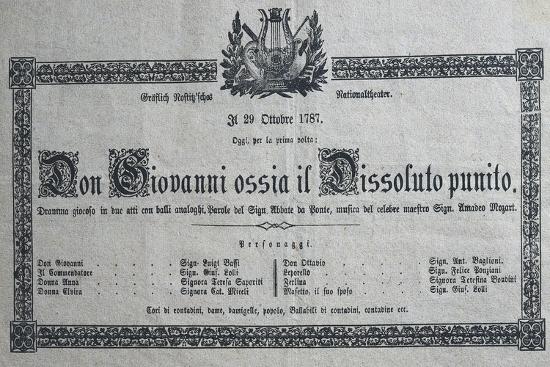 Gräflich Nostitz'sches Nationaltheater.
Il 29 Ottobre 1787.
Oggi, per la prima volta:
Don Giovanni ossia il Dissoluto punito.
Dramma giocoso in due atti con balli analoghi. Parole del Sign. Abbate da Ponte, musica del celebre maestro Sign. Amadeo Mozart.
Personaggi.
Don Giovanni . . . . . Sign. Luigi Bassi
Il Commendatore . . . . . Sign. Gius. Lolli
Donna Anna . . . . . Signora Teresa Saporiti
Donna Elvira . . . . . Signora Cat. Miceli
Don Ottavio . . . . . Sign. Ant. Baglioni.
Leporello . . . . . Sign. Felice Ponziani
Zerlina . . . . . Signora Teresina Bondini
Masetto, il suo sposo . . . . . Sign. Gius. Lolli
Cori di contadini, dame, damigelle, popolo, Ballabili di contadini, contadine ecc.